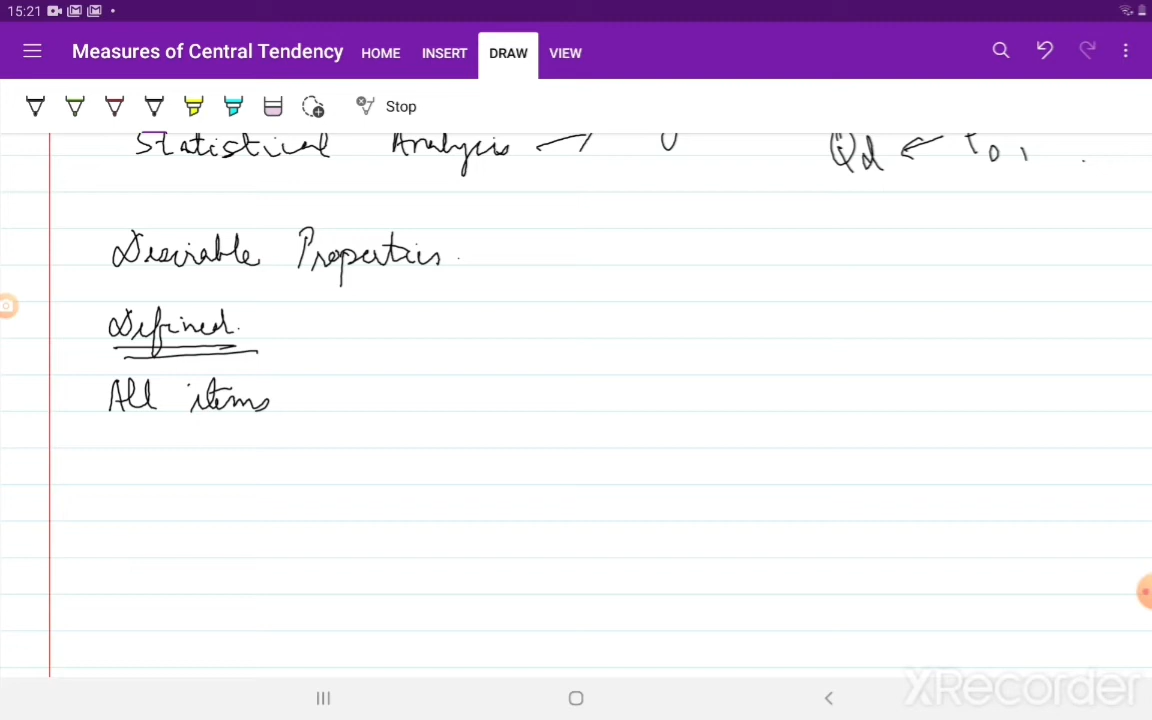 15:21
Measures of Central Tendency HOME INSERT DRAW VIEW
Stop
Statistical Analysis
Qd
Desirable Properties.
Defined.
All items
XRecorder